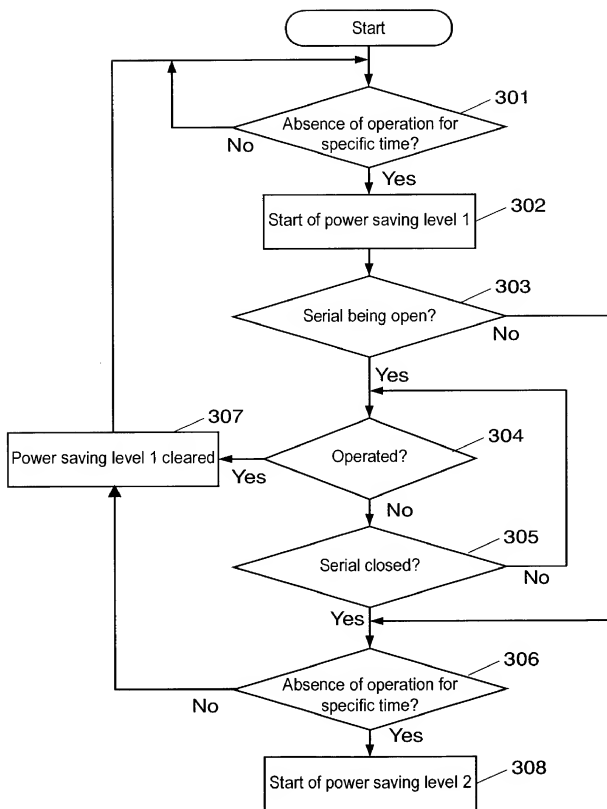 Start
301
Absence of operation for
specific time?
No
Yes
Start of power saving level 1
302
303
Serial being open?
No
Yes
307
Power saving level 1 cleared
304
Operated?
Yes
No
305
Serial closed?
No
Yes
306
Absence of operation for
specific time?
No
Yes
Start of power saving level 2
308